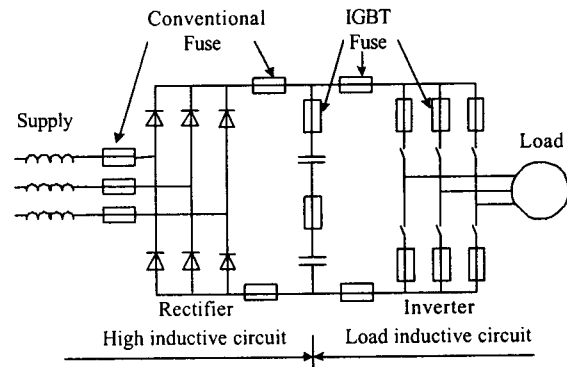 Conventional
Fuse
IGBT
Fuse
Supply
Load
Rectifier
Inverter
High inductive circuit
Load inductive circuit